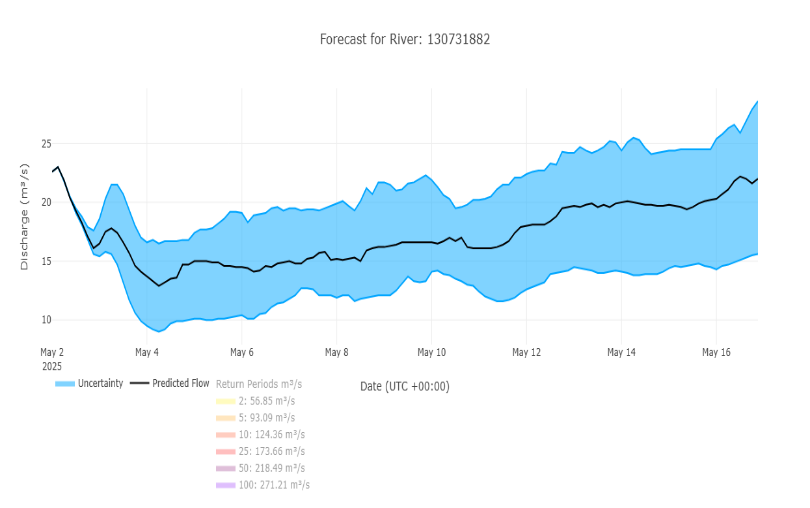 Forecast for River: 130731882
Discharge (m³/s)
25
20
15
10
May 2
2025
May 4
May 6
May 8
May 10
May 12
May 14
May 16
Date (UTC +00:00)
Uncertainty
Predicted Flow
Return Periods m³/s
2: 56.85 m³/s
5: 93.09 m³/s
10: 124.36 m³/s
25: 173.66 m³/s
50: 218.49 m³/s
100: 271.21 m³/s